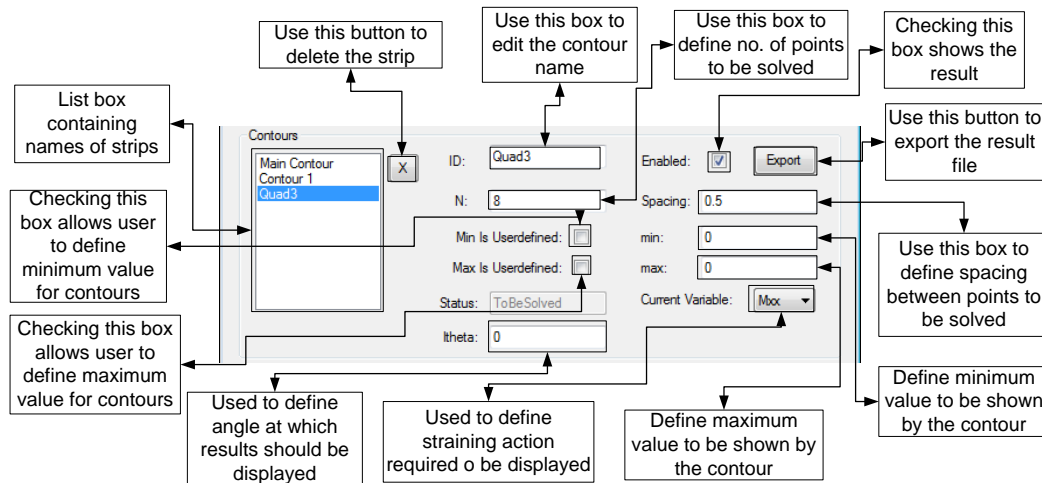 Use this button to
delete the strip
Use this box to
edit the contour
name
Use this box to
define no. of points
to be solved
Checking this
box shows the
result
List box
containing
names of strips
Use this button to
export the result
file
Checking this
box allows user
to define
minimum value
for contours
Checking this box
allows user to
define maximum
value for contours
Contours
Main Contour
Contour 1
Quad3
X
ID: Quad3
Enabled: Export
N: 8
Spacing: 0.5
Min Is Userdefined:
min: 0
Max Is Userdefined:
max: 0
Status: ToBeSolved
Current Variable: Mxx
Itheta: 0
Use this box to
define spacing
between points to
be solved
Used to define
angle at which
results should be
displayed
Used to define
straining action
required o be displayed
Define maximum
value to be shown by
the contour
Define minimum
value to be shown
by the contour